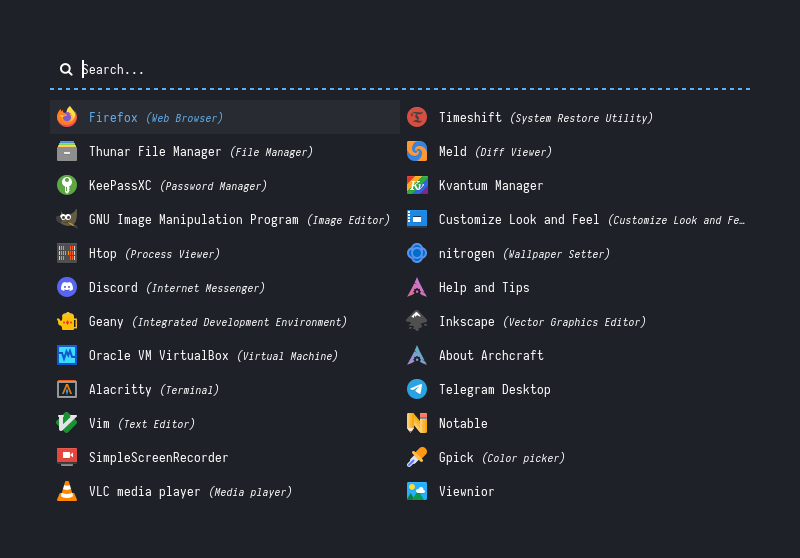 Search...
Firefox (Web Browser)
Thunar File Manager (File Manager)
KeePassXC (Password Manager)
GNU Image Manipulation Program (Image Editor)
Htop (Process Viewer)
Discord (Internet Messenger)
Geany (Integrated Development Environment)
Oracle VM VirtualBox (Virtual Machine)
Alacritty (Terminal)
Vim (Text Editor)
SimpleScreenRecorder
VLC media player (Media player)
Timeshift (System Restore Utility)
Meld (Diff Viewer)
Kvantum Manager
Customize Look and Feel (Customize Look and Fe…
nitrogen (Wallpaper Setter)
Help and Tips
Inkscape (Vector Graphics Editor)
About Archcraft
Telegram Desktop
Notable
Gpick (Color picker)
Viewnior